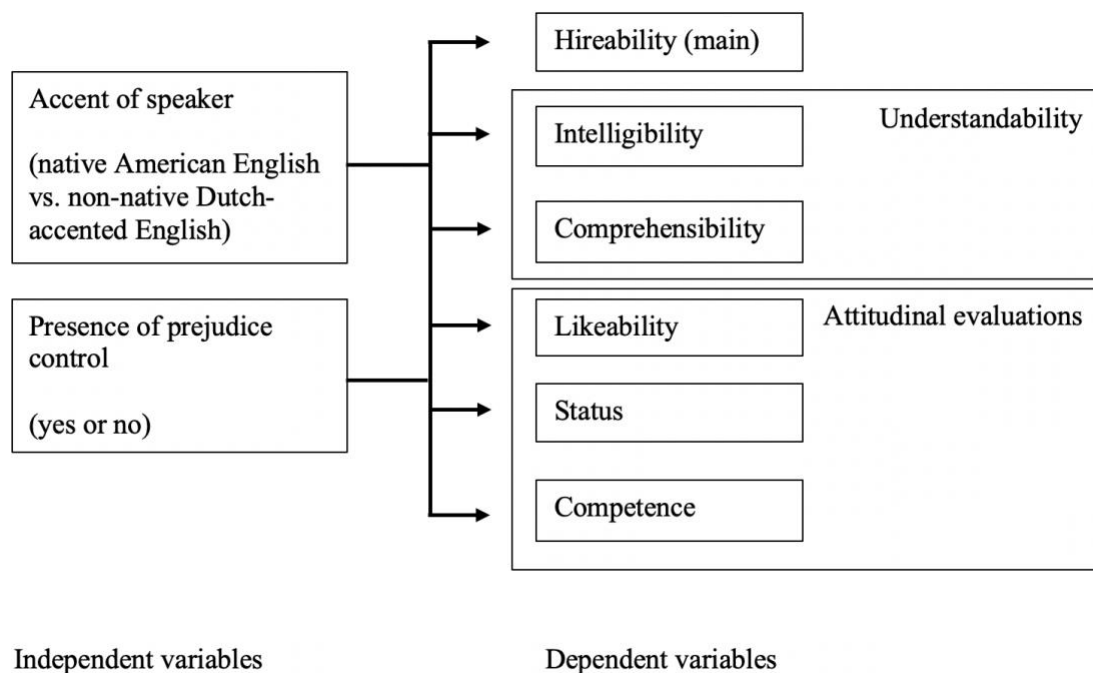 Accent of speaker
(native American English
vs. non-native Dutch-
accented English)
Presence of prejudice
control
(yes or no)
Hireability (main)
Understandability
Intelligibility
Comprehensibility
Attitudinal evaluations
Likeability
Status
Competence
Independent variables
Dependent variables